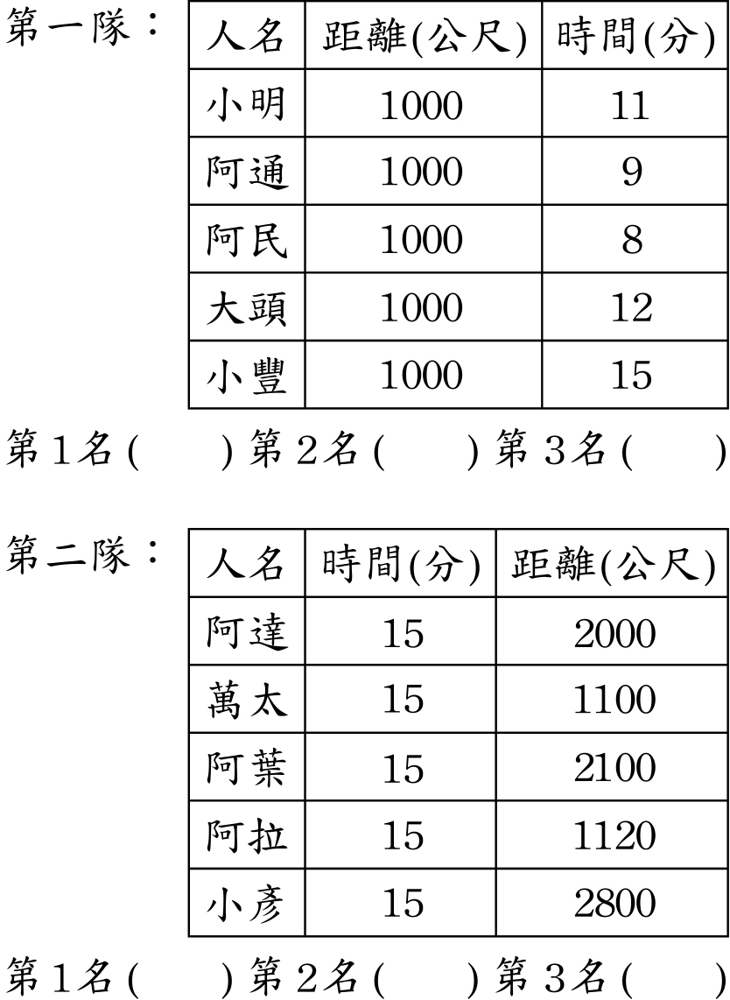 第一隊：
人名 距離(公尺) 時間(分)
小明 1000 11
阿通 1000 9
阿民 1000 8
大頭 1000 12
小豐 1000 15
第1名( )第2名( )第3名( )
第二隊：
人名 時間(分) 距離(公尺)
阿達 15 2000
萬太 15 1100
阿葉 15 2100
阿拉 15 1120
小彥 15 2800
第1名( )第2名( )第3名( )